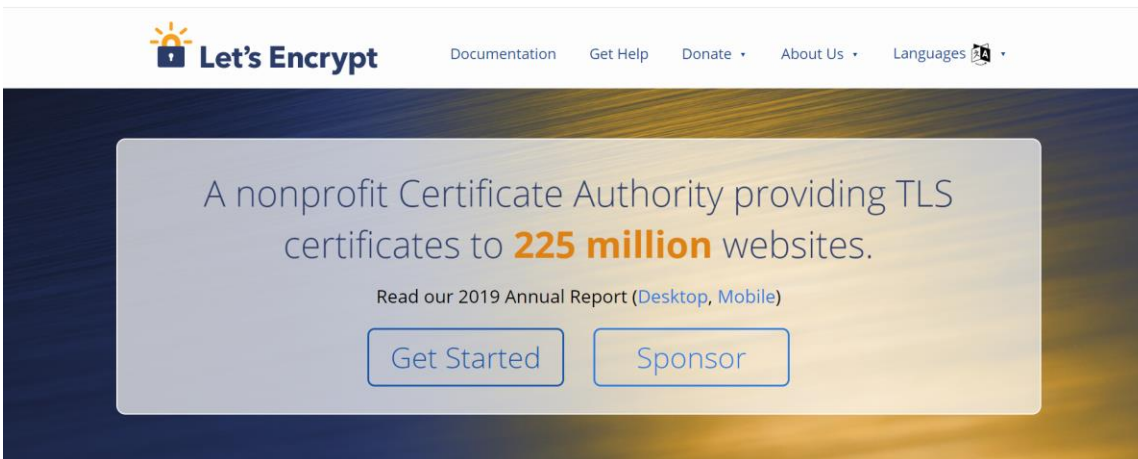 Let's Encrypt
Documentation Get Help Donate About Us Languages
A nonprofit Certificate Authority providing TLS
certificates to 225 million websites.
Read our 2019 Annual Report (Desktop, Mobile)
Get Started Sponsor